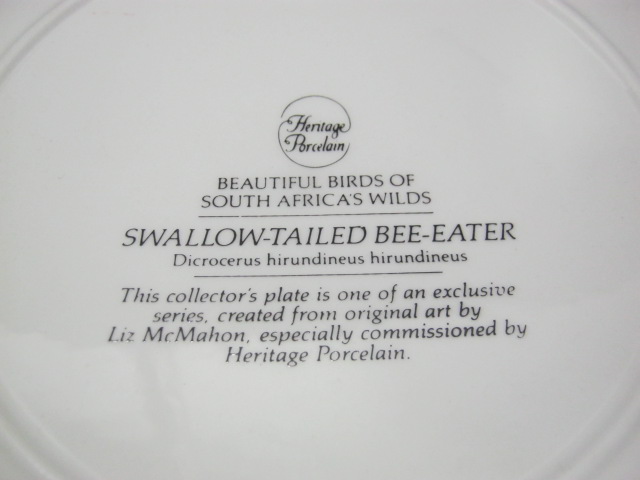 Heritage
Porcelain
BEAUTIFUL BIRDS OF
SOUTH AFRICA'S WILDS
SWALLOW-TAILED BEE-EATER
Dicrocerus hirundineus hirundineus
This collector's plate is one of an exclusive
series, created from original art by
Liz McMahon, especially commissioned by
Heritage Porcelain.